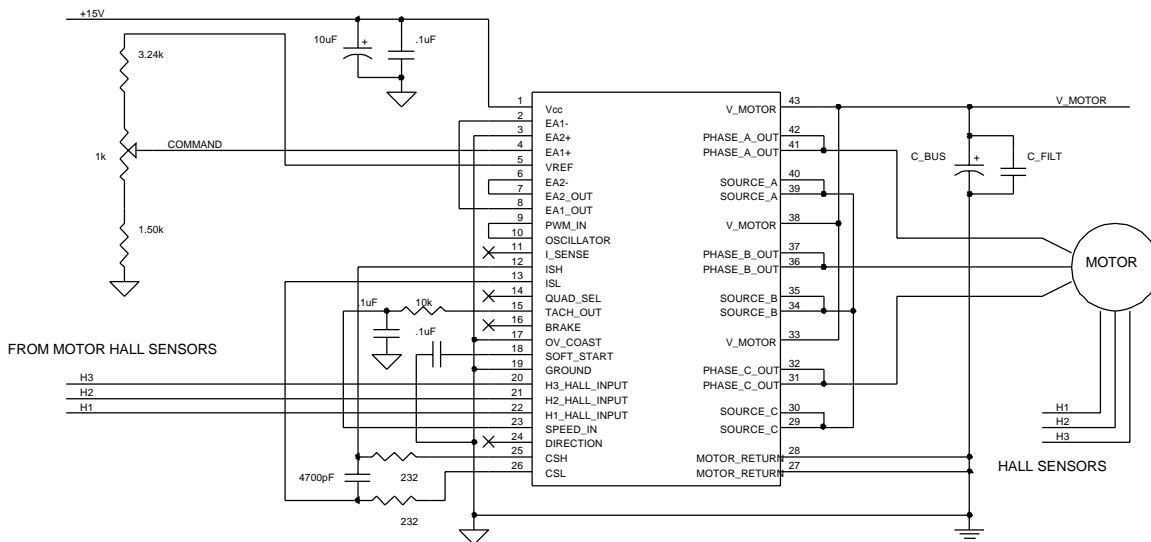 +15V
3.24k
1k
COMMAND
1.50k
10uF
+
.1uF
1 Vcc
2 EA1-
3 EA2+
4 EA1+
5 VREF
6 EA2-
7 EA2_OUT
8 EA1_OUT
9 PWM_IN
10 OSCILLATOR
11 I_SENSE
12 ISH
13 ISL
14 QUAD_SEL
15 TACH_OUT
16 BRAKE
17 OV_COAST
18 SOFT_START
19 GROUND
20 H3_HALL_INPUT
21 H2_HALL_INPUT
22 H1_HALL_INPUT
23 SPEED_IN
24 DIRECTION
25 CSH
26 CSL
V_MOTOR 43
PHASE_A_OUT 42
PHASE_A_OUT 41
SOURCE_A 40
SOURCE_A 39
V_MOTOR 38
PHASE_B_OUT 37
PHASE_B_OUT 36
SOURCE_B 35
SOURCE_B 34
V_MOTOR 33
PHASE_C_OUT 32
PHASE_C_OUT 31
SOURCE_C 30
SOURCE_C 29
MOTOR_RETURN 28
MOTOR_RETURN 27
.1uF
10k
.1uF
FROM MOTOR HALL SENSORS
H3
H2
H1
4700pF
232
232
V_MOTOR
C_BUS
+
C_FILT
MOTOR
H1
H2
H3
HALL SENSORS